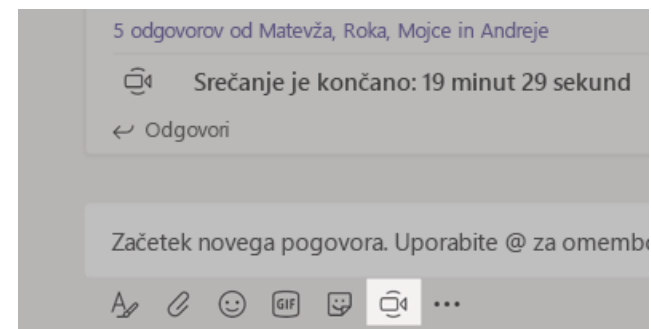 5 odgovorov od Matevža, Roka, Mojce in Andreje
Srečanje je končano: 19 minut 29 sekund
Odgovori
Začetek novega pogovora. Uporabite @ za omembo
GIF